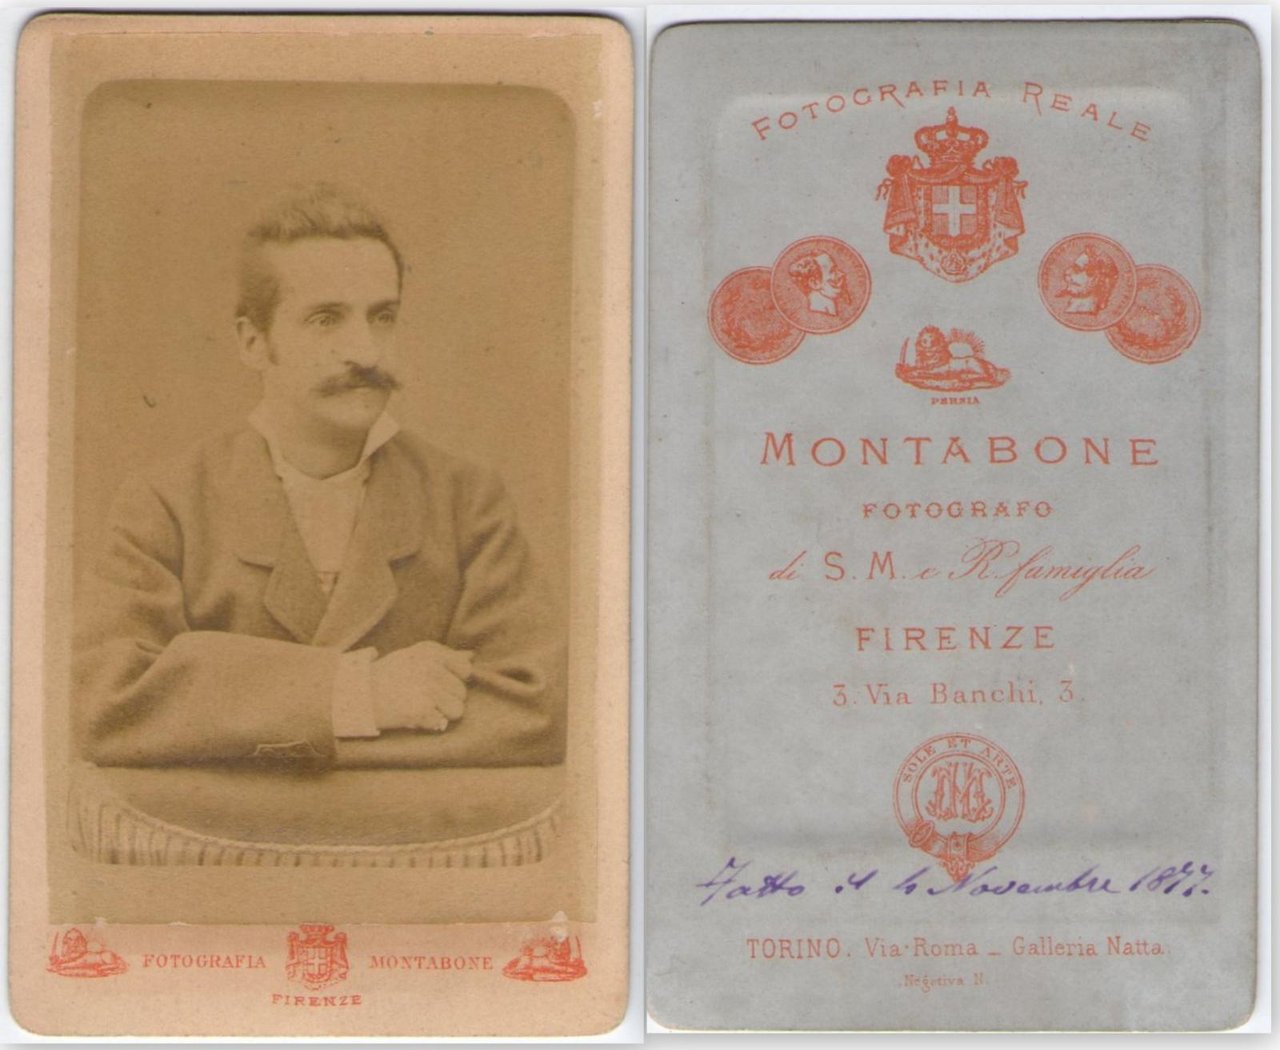 FOTOGRAFIA MONTABONE
FIRENZE
FOTOGRAFIA REALE
PERSIA
MONTABONE
FOTOGRAFO
di S. M. e R. famiglia
FIRENZE
3. Via Banchi, 3.
SOLE ET ARTE
Fatto il 4 Novembre 1877.
TORINO. Via Roma _ Galleria Natta.
Negativa N.